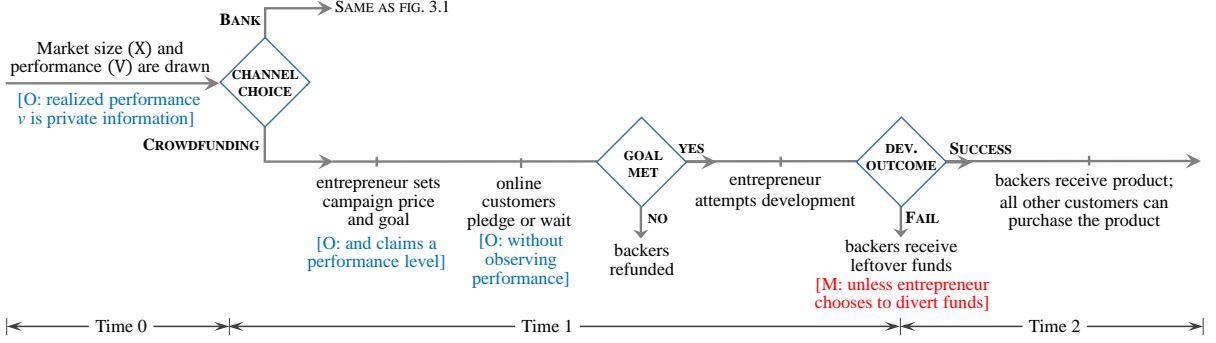 BANK
SAME AS FIG. 3.1
Market size (X) and
performance (V) are drawn
[O: realized performance
v is private information]
CHANNEL
CHOICE
CROWDFUNDING
entrepreneur sets
campaign price
and goal
[O: and claims a
performance level]
online
customers
pledge or wait
[O: without
observing
performance]
GOAL
MET
YES
NO
backers
refunded
entrepreneur
attempts development
DEV.
OUTCOME
SUCCESS
FAIL
backers receive
leftover funds
[M: unless entrepreneur
chooses to divert funds]
backers receive product;
all other customers can
purchase the product
Time 0
Time 1
Time 2